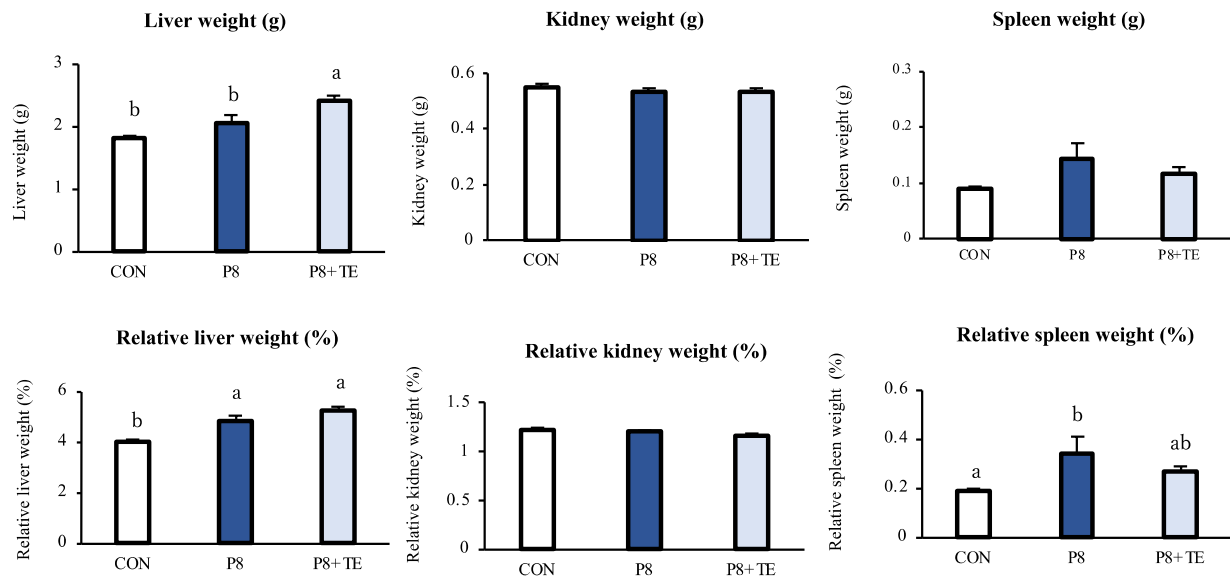 Liver weight (g)
Liver weight (g)
3
2
1
0
b
b
a
CON
P8
P8+TE
Kidney weight (g)
Kidney weight (g)
0.6
0.4
0.2
0
CON
P8
P8+TE
Spleen weight (g)
Spleen weight (g)
0.3
0.2
0.1
0
CON
P8
P8+TE
Relative liver weight (%)
Relative liver weight (%)
6
4
2
0
b
a
a
CON
P8
P8+TE
Relative kidney weight (%)
Relative kidney weight (%)
1.5
1
0.5
0
CON
P8
P8+TE
Relative spleen weight (%)
Relative spleen weight (%)
0.6
0.4
0.2
0
a
b
ab
CON
P8
P8+TE